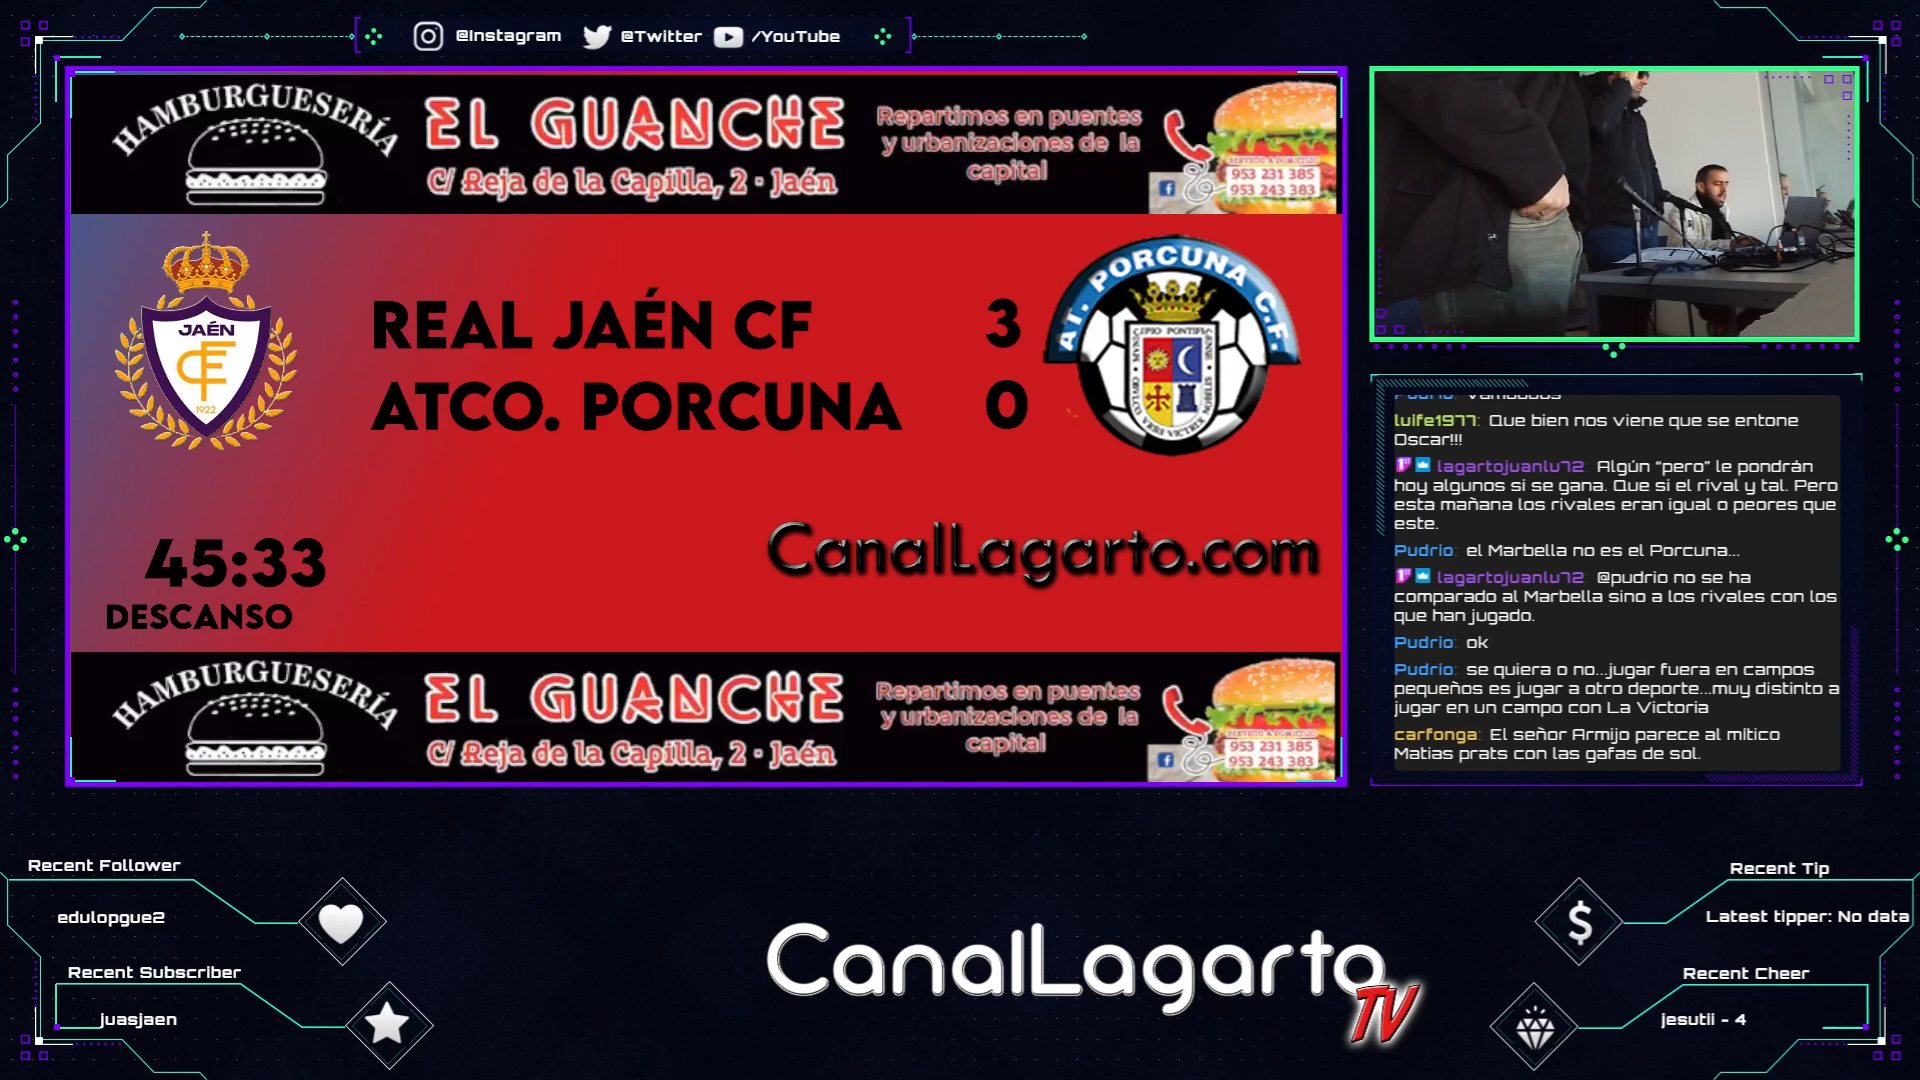 @Instagram @Twitter /YouTube
HAMBURGUESERÍA
EL GUANCHE
C/ Reja de la Capilla, 2 · Jaén
Repartimos en puentes
y urbanizaciones de la
capital
SERVICIO A DOMICILIO
953 231 385
953 243 383
JAÉN
CF
1922
REAL JAÉN CF 3
ATCO. PORCUNA 0
AT. PORCUNA C.F.
45:33
DESCANSO
CanalLagarto.com
HAMBURGUESERÍA
EL GUANCHE
C/ Reja de la Capilla, 2 · Jaén
Repartimos en puentes
y urbanizaciones de la
capital
SERVICIO A DOMICILIO
953 231 385
953 243 383
Pudrio: Vamooooos
luife1977: Que bien nos viene que se entone
Oscar!!!
lagartojuanlu72: Algún "pero" le pondrán
hoy algunos si se gana. Que si el rival y tal. Pero
esta mañana los rivales eran igual o peores que
este.
Pudrio: el Marbella no es el Porcuna...
lagartojuanlu72: @pudrio no se ha
comparado al Marbella sino a los rivales con los
que han jugado.
Pudrio: ok
Pudrio: se quiera o no...jugar fuera en campos
pequeños es jugar a otro deporte...muy distinto a
jugar en un campo con La Victoria
carfonga: El señor Armijo parece al mítico
Matias prats con las gafas de sol.
Recent Follower
edulopgue2
Recent Subscriber
juasjaen
CanalLagarto
TV
Recent Tip
Latest tipper: No data
Recent Cheer
jesutii - 4